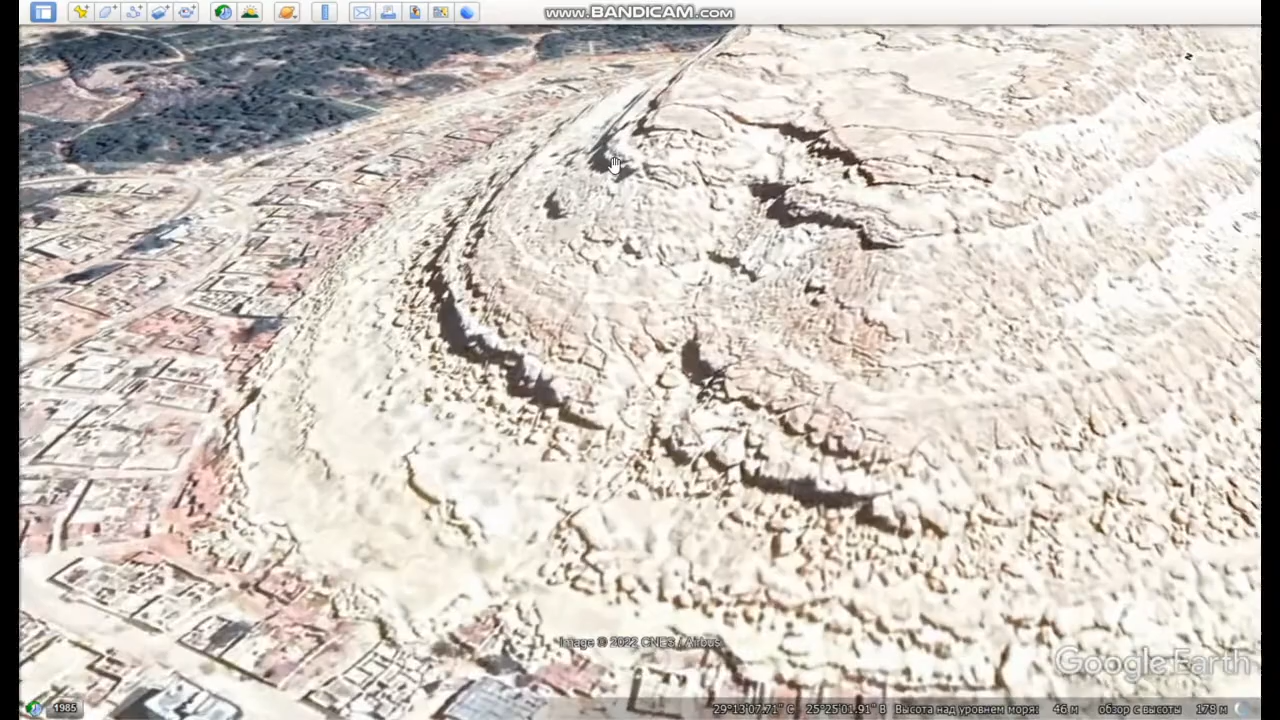 www.BANDICAM.com
Image © 2022 CNES / Airbus
Google Earth
1985
29°13'07.71" С 25°25'01.91" В Высота над уровнем моря: 46 м обзор с высоты 178 м